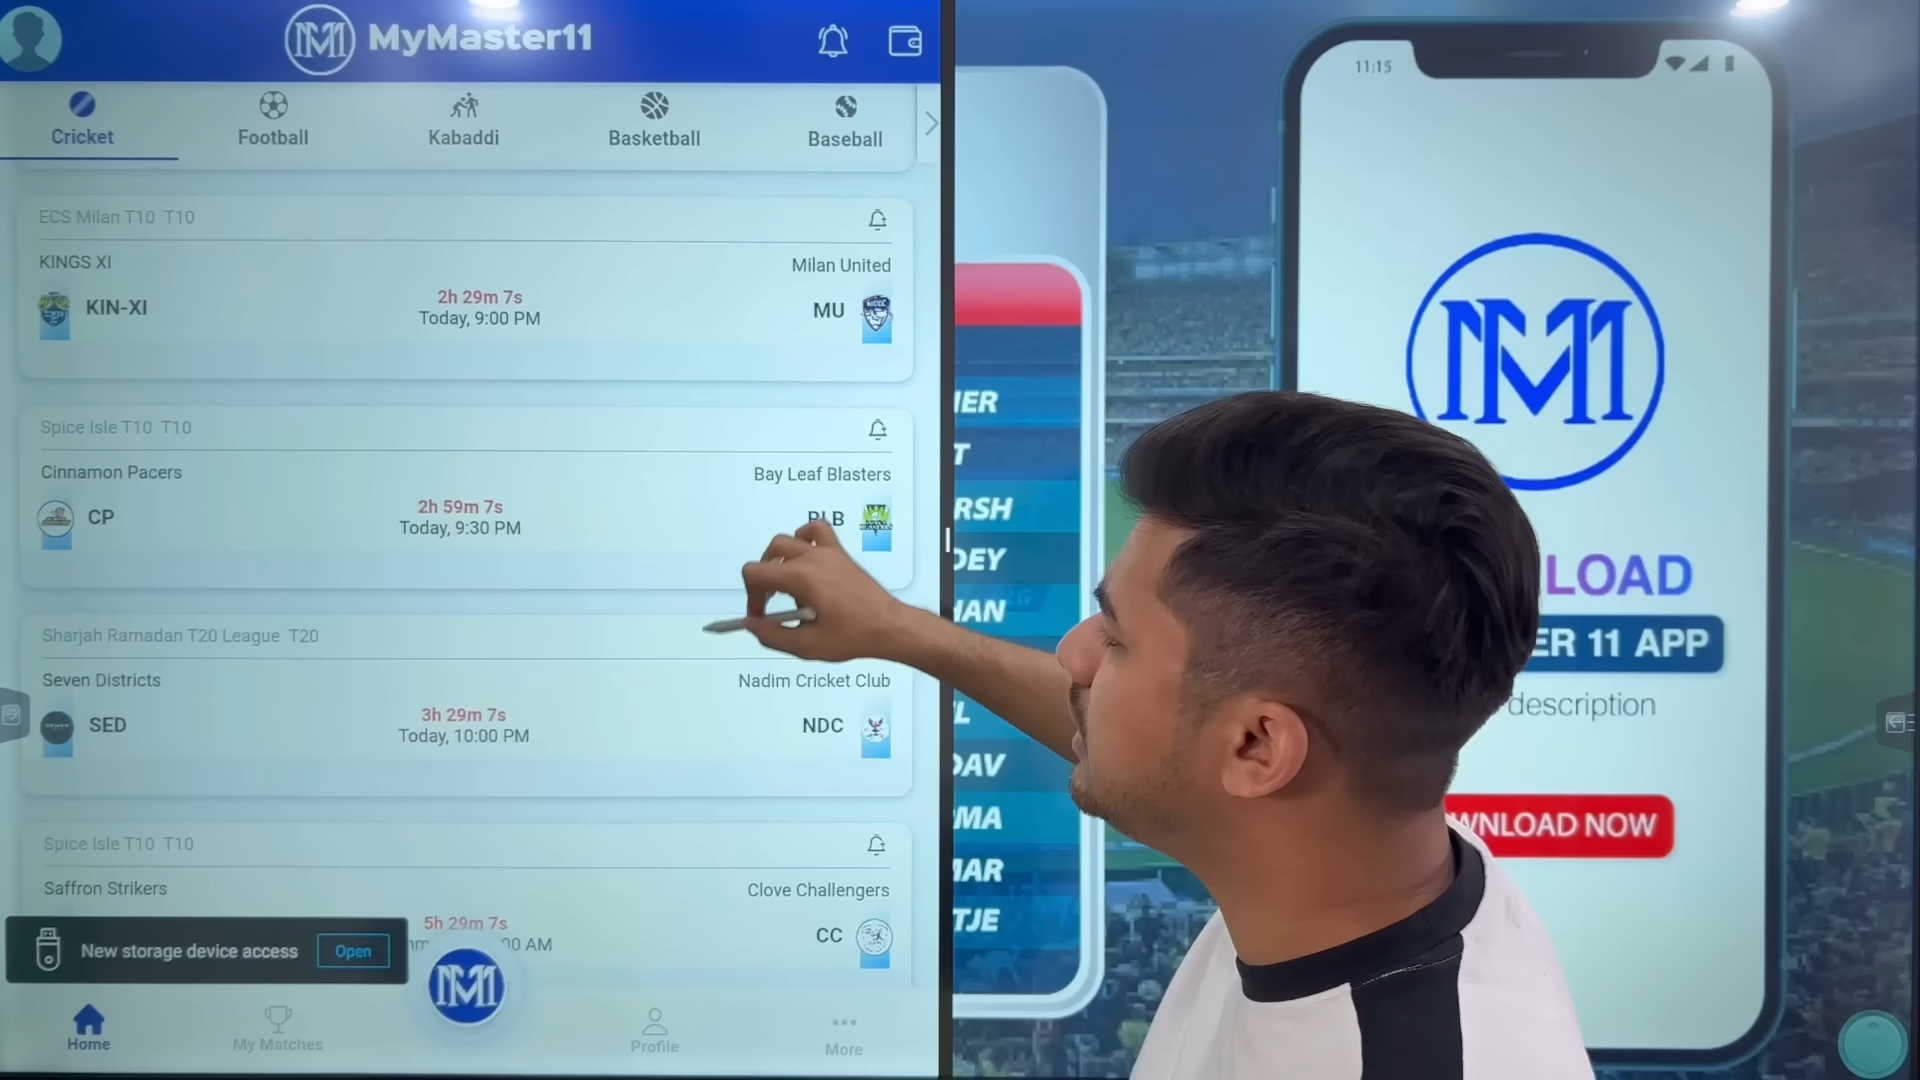 MyMaster11
Cricket
Football
Kabaddi
Basketball
Baseball
ECS Milan T10 T10
KINGS XI
Milan United
KIN-XI
2h 29m 7s
Today, 9:00 PM
MU
Spice Isle T10 T10
Cinnamon Pacers
Bay Leaf Blasters
CP
2h 59m 7s
Today, 9:30 PM
BLB
Sharjah Ramadan T20 League T20
Seven Districts
Nadim Cricket Club
SED
3h 29m 7s
Today, 10:00 PM
NDC
Spice Isle T10 T10
Saffron Strikers
Clove Challengers
5h 29m 7s
00 AM
CC
New storage device access
Open
Home
My Matches
Profile
More
IER
T
RSH
DEY
HAN
L
DAV
MA
MAR
TJE
11:15
LOAD
ER 11 APP
description
WNLOAD NOW